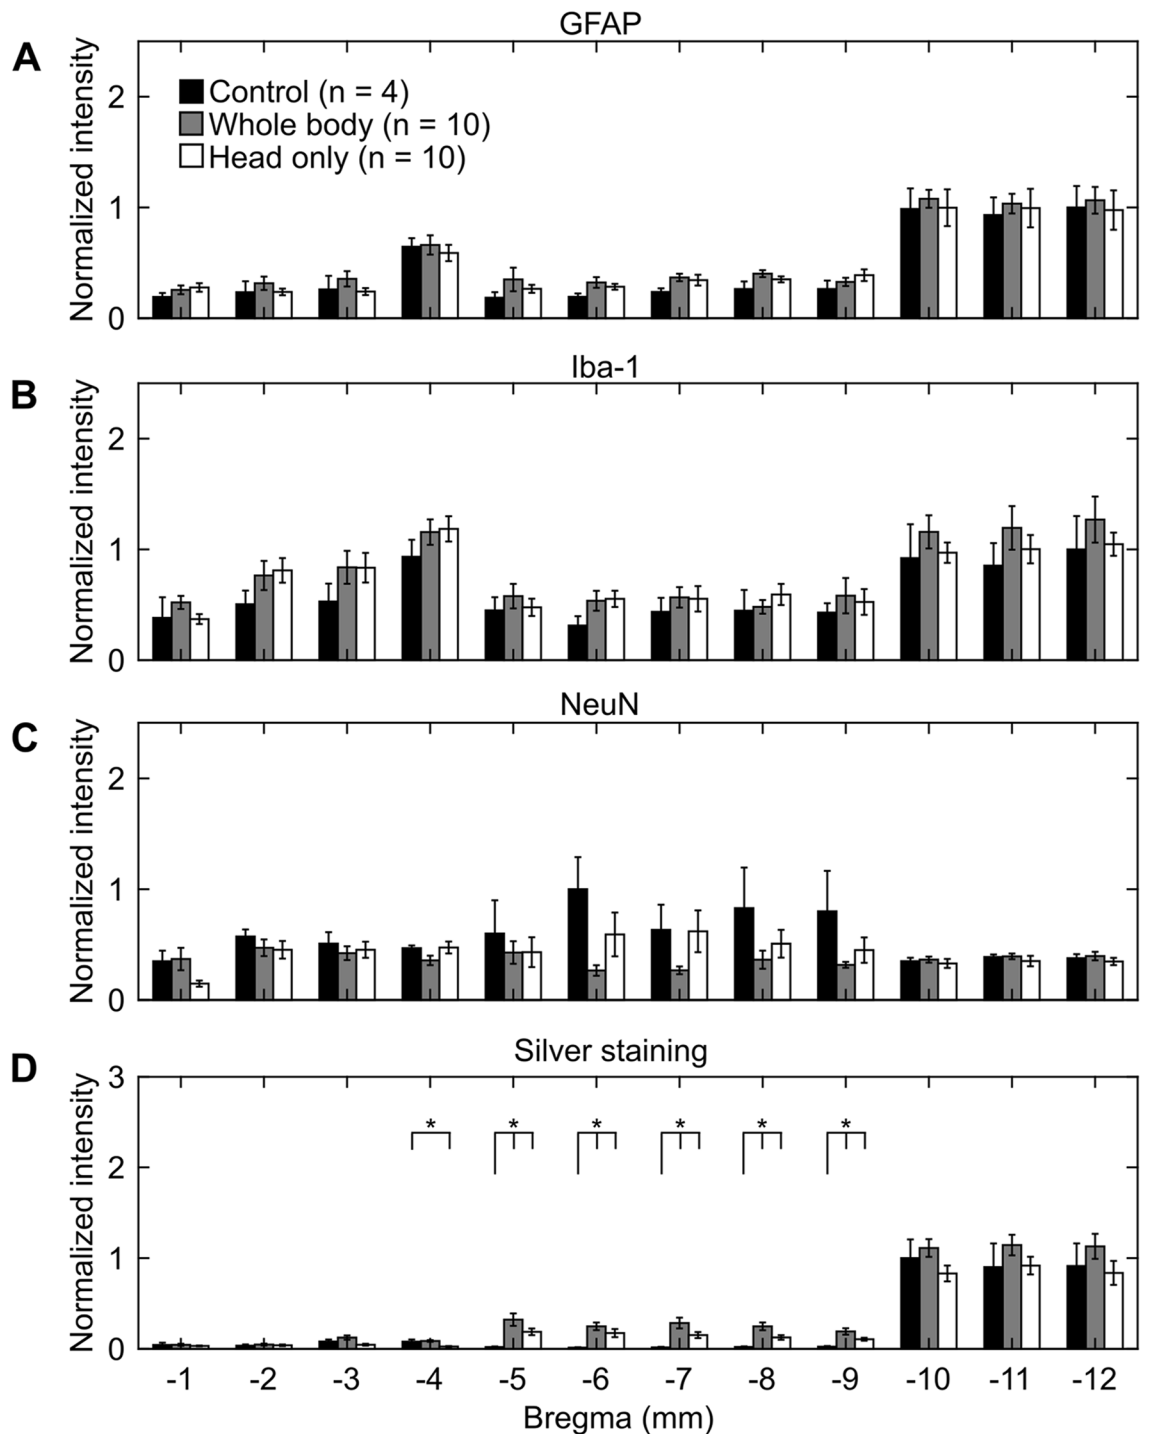 GFAP
A
Normalized intensity
2
1
0
Control (n = 4)
Whole body (n = 10)
Head only (n = 10)
Iba-1
B
Normalized intensity
2
1
0
NeuN
C
Normalized intensity
2
1
0
Silver staining
D
Normalized intensity
3
2
1
0
* * * * * *
-1 -2 -3 -4 -5 -6 -7 -8 -9 -10 -11 -12
Bregma (mm)